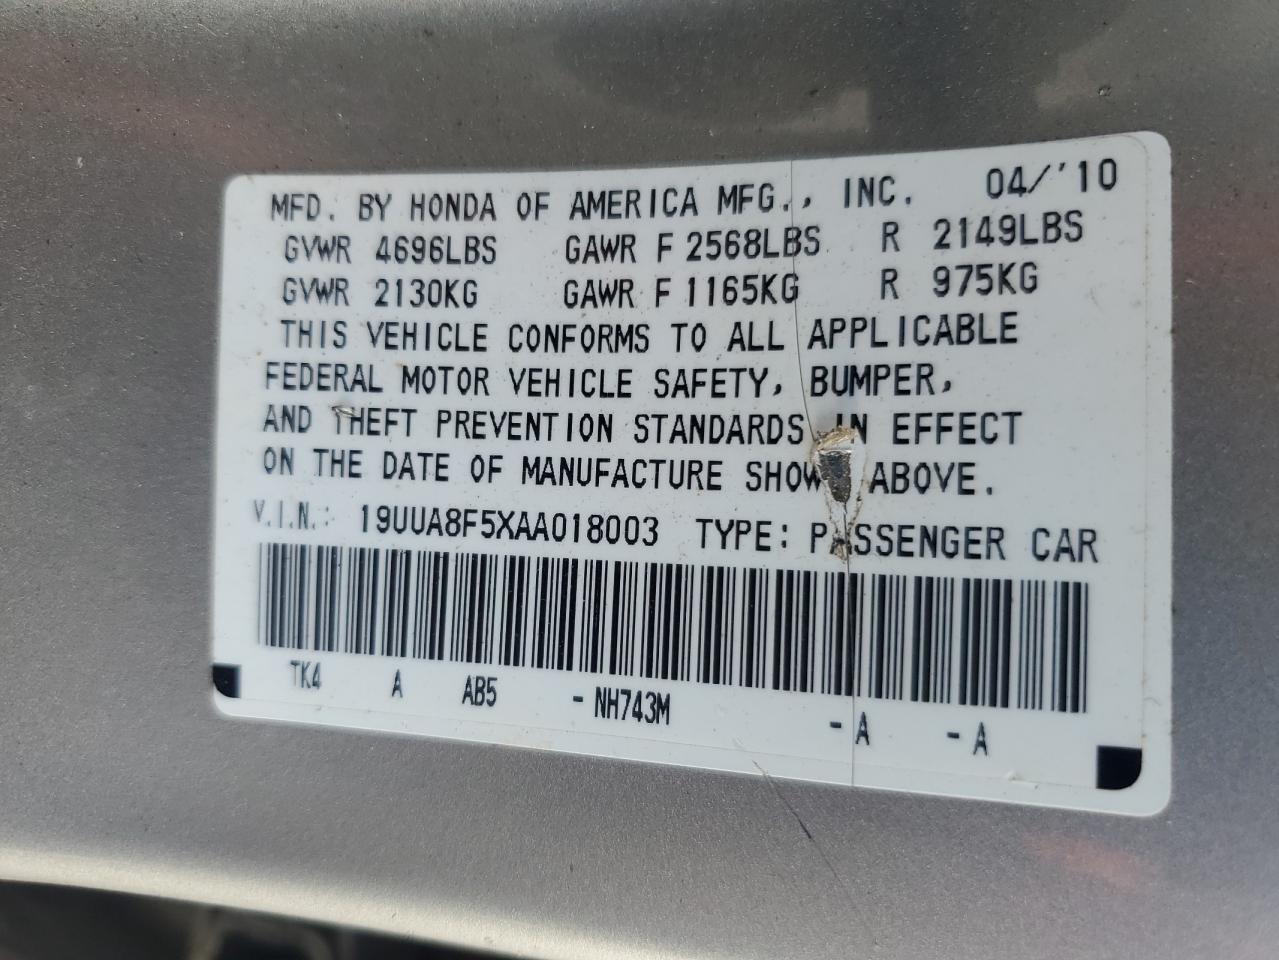 MFD. BY HONDA OF AMERICA MFG., INC. 04/'10
GVWR 4696LBS GAWR F 2568LBS R 2149LBS
GVWR 2130KG GAWR F 1165KG R 975KG
THIS VEHICLE CONFORMS TO ALL APPLICABLE
FEDERAL MOTOR VEHICLE SAFETY, BUMPER,
AND THEFT PREVENTION STANDARDS IN EFFECT
ON THE DATE OF MANUFACTURE SHOWN ABOVE.
V.I.N.: 19UUA8F5XAA018003 TYPE: PASSENGER CAR
TK4 A AB5 - NH743M - A - A